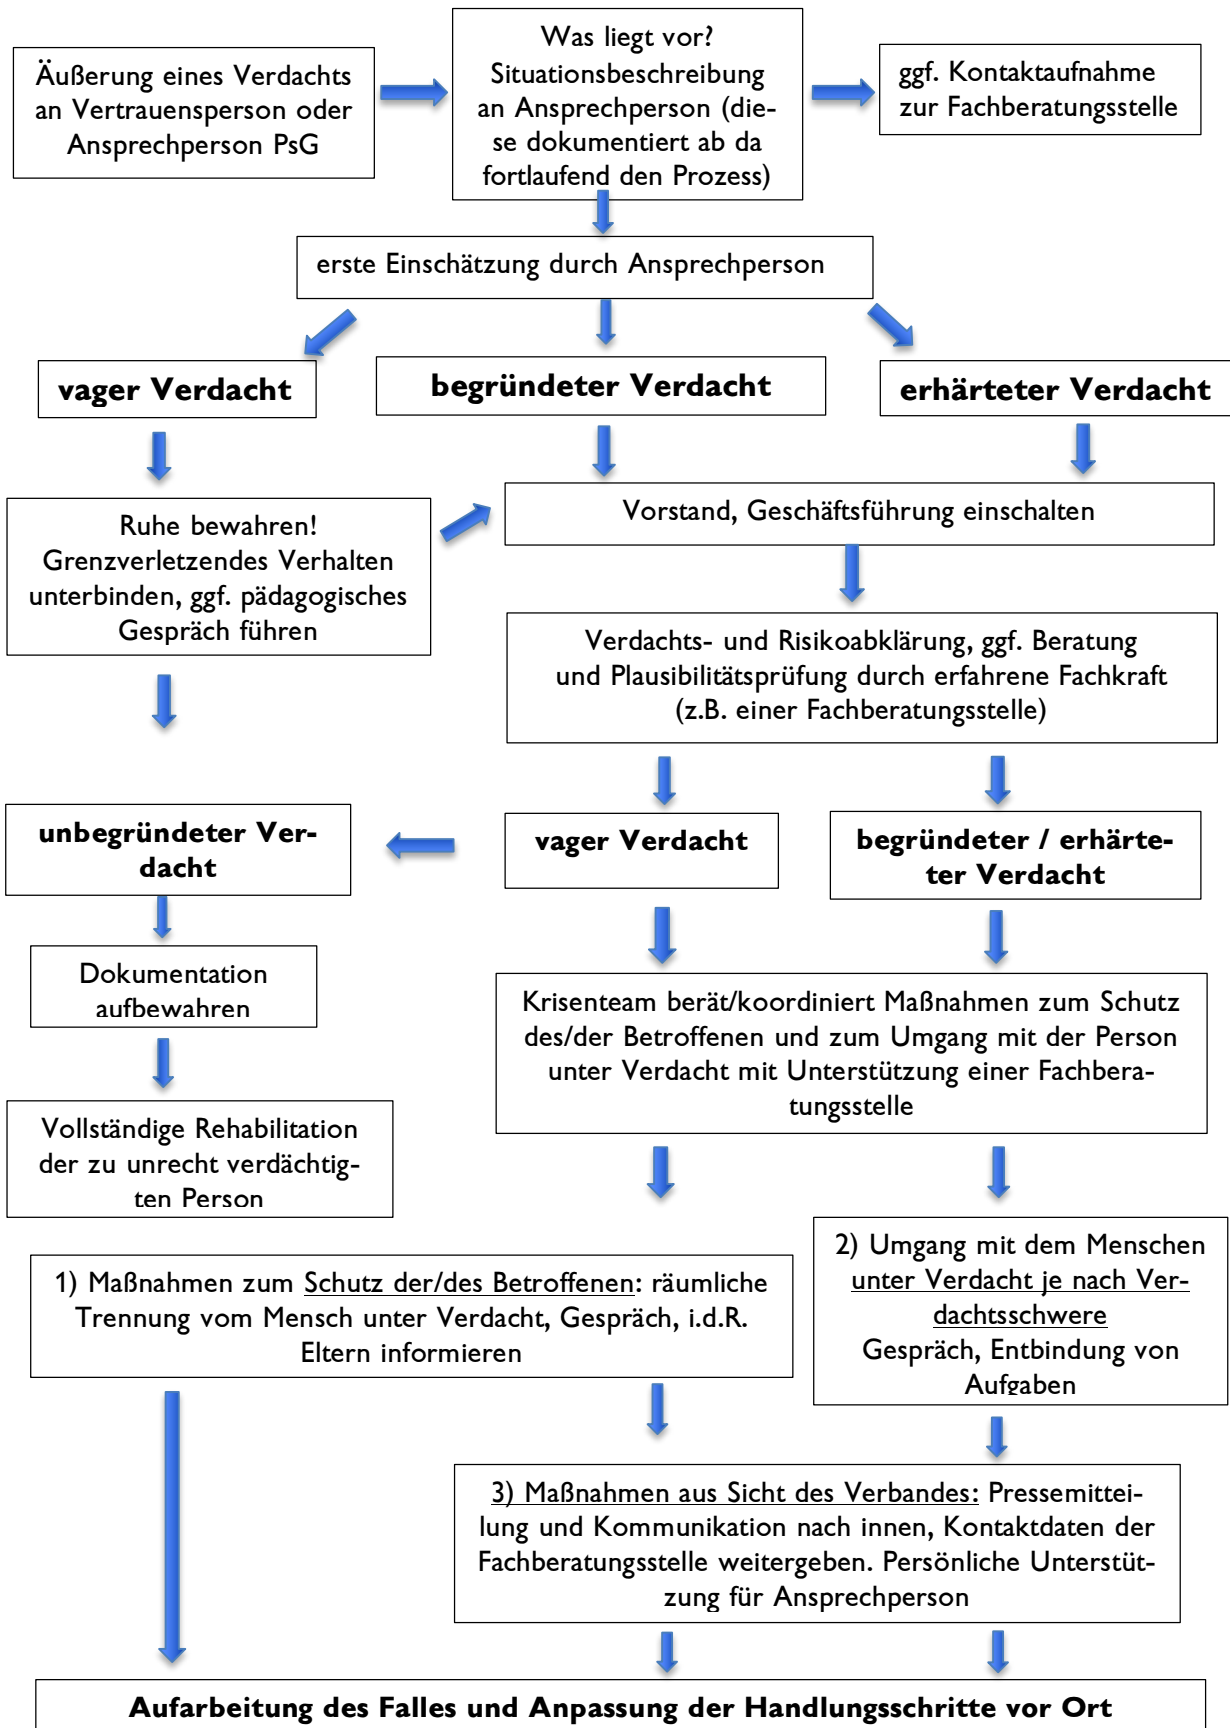 Äußerung eines Verdachts
an Vertrauensperson oder
Ansprechperson PsG
Was liegt vor?
Situationsbeschreibung
an Ansprechperson (die-
se dokumentiert ab da
fortlaufend den Prozess)
ggf. Kontaktaufnahme
zur Fachberatungsstelle
erste Einschätzung durch Ansprechperson
vager Verdacht
begründeter Verdacht
erhärteter Verdacht
Ruhe bewahren!
Grenzverletzendes Verhalten
unterbinden, ggf. pädagogisches
Gespräch führen
Vorstand, Geschäftsführung einschalten
Verdachts- und Risikoabklärung, ggf. Beratung
und Plausibilitätsprüfung durch erfahrene Fachkraft
(z.B. einer Fachberatungsstelle)
unbegründeter Ver-
dacht
vager Verdacht
begründeter / erhärte-
ter Verdacht
Dokumentation
aufbewahren
Krisenteam berät/koordiniert Maßnahmen zum Schutz
des/der Betroffenen und zum Umgang mit der Person
unter Verdacht mit Unterstützung einer Fachbera-
tungsstelle
Vollständige Rehabilitation
der zu unrecht verdächtig-
ten Person
1) Maßnahmen zum Schutz der/des Betroffenen: räumliche
Trennung vom Mensch unter Verdacht, Gespräch, i.d.R.
Eltern informieren
2) Umgang mit dem Menschen
unter Verdacht je nach Ver-
dachtsschwere
Gespräch, Entbindung von
Aufgaben
3) Maßnahmen aus Sicht des Verbandes: Pressemittei-
lung und Kommunikation nach innen, Kontaktdaten der
Fachberatungsstelle weitergeben. Persönliche Unterstüt-
zung für Ansprechperson
Aufarbeitung des Falles und Anpassung der Handlungsschritte vor Ort